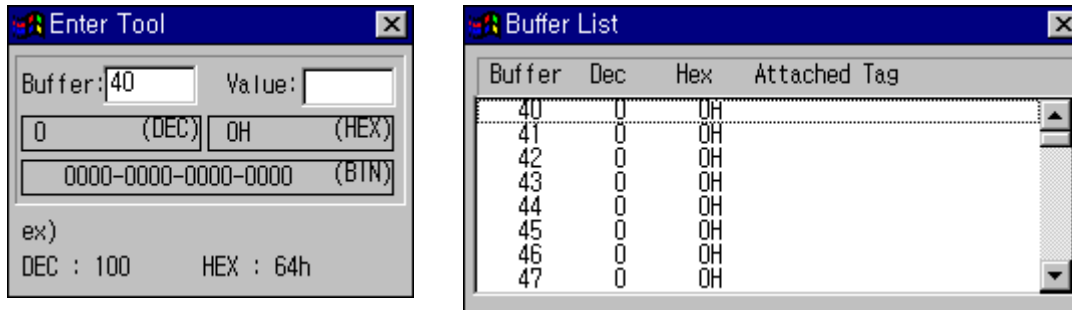 Enter Tool
Buffer: 40 Value:
0 (DEC) 0H (HEX)
0000-0000-0000-0000 (BIN)
ex)
DEC : 100 HEX : 64h
Buffer List
Buffer Dec Hex Attached Tag
40 0 0H
41 0 0H
42 0 0H
43 0 0H
44 0 0H
45 0 0H
46 0 0H
47 0 0H